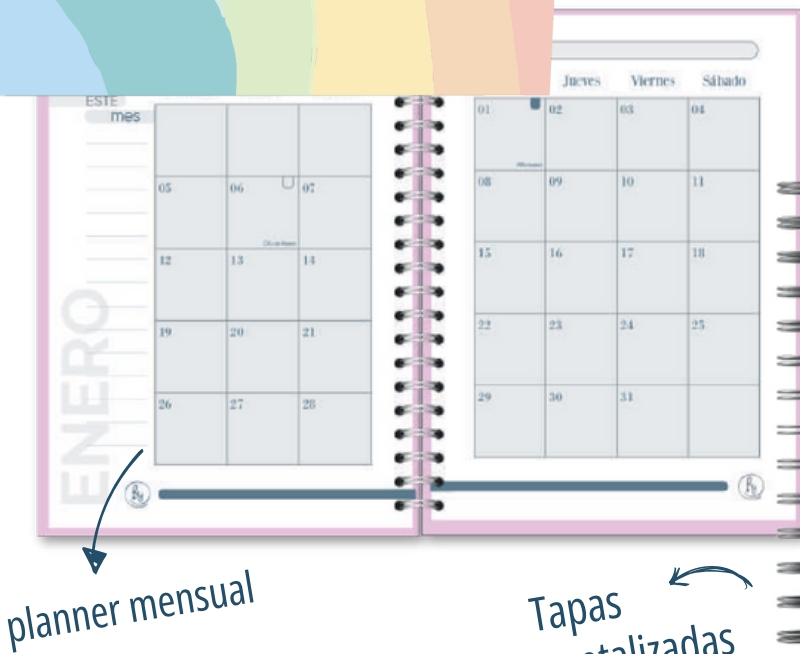 ESTE
mes
05 06 07
12 13 14
19 20 21
26 27 28
ENERO
Jueves Viernes Sábado
01 02 03 04
08 09 10 11
15 16 17 18
22 23 24 25
29 30 31
planner mensual
Tapas